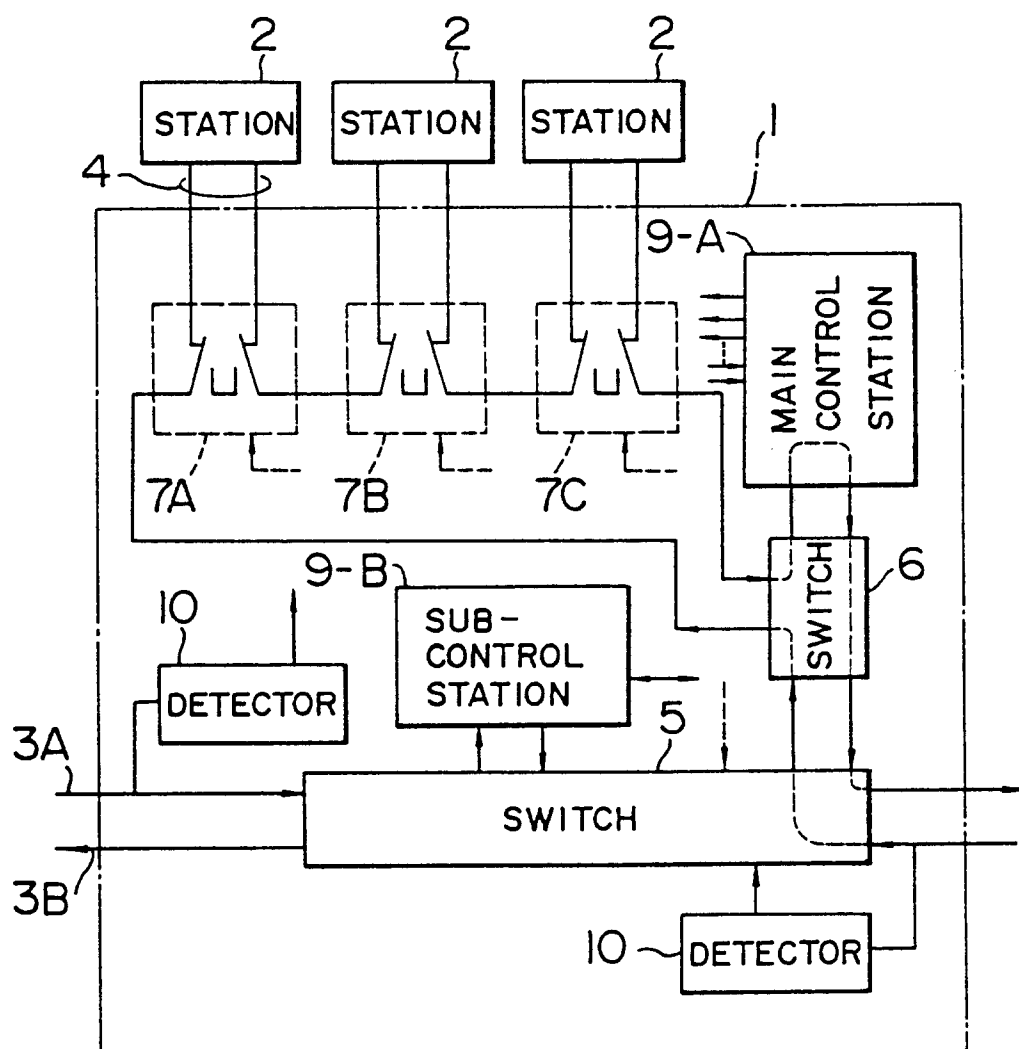 2 2 2
STATION STATION STATION
1
4
9-A
MAIN
CONTROL
STATION
7A 7B 7C
9-B
6
10
SWITCH
SUB-
CONTROL
STATION
DETECTOR
5
3A
SWITCH
3B
10 DETECTOR